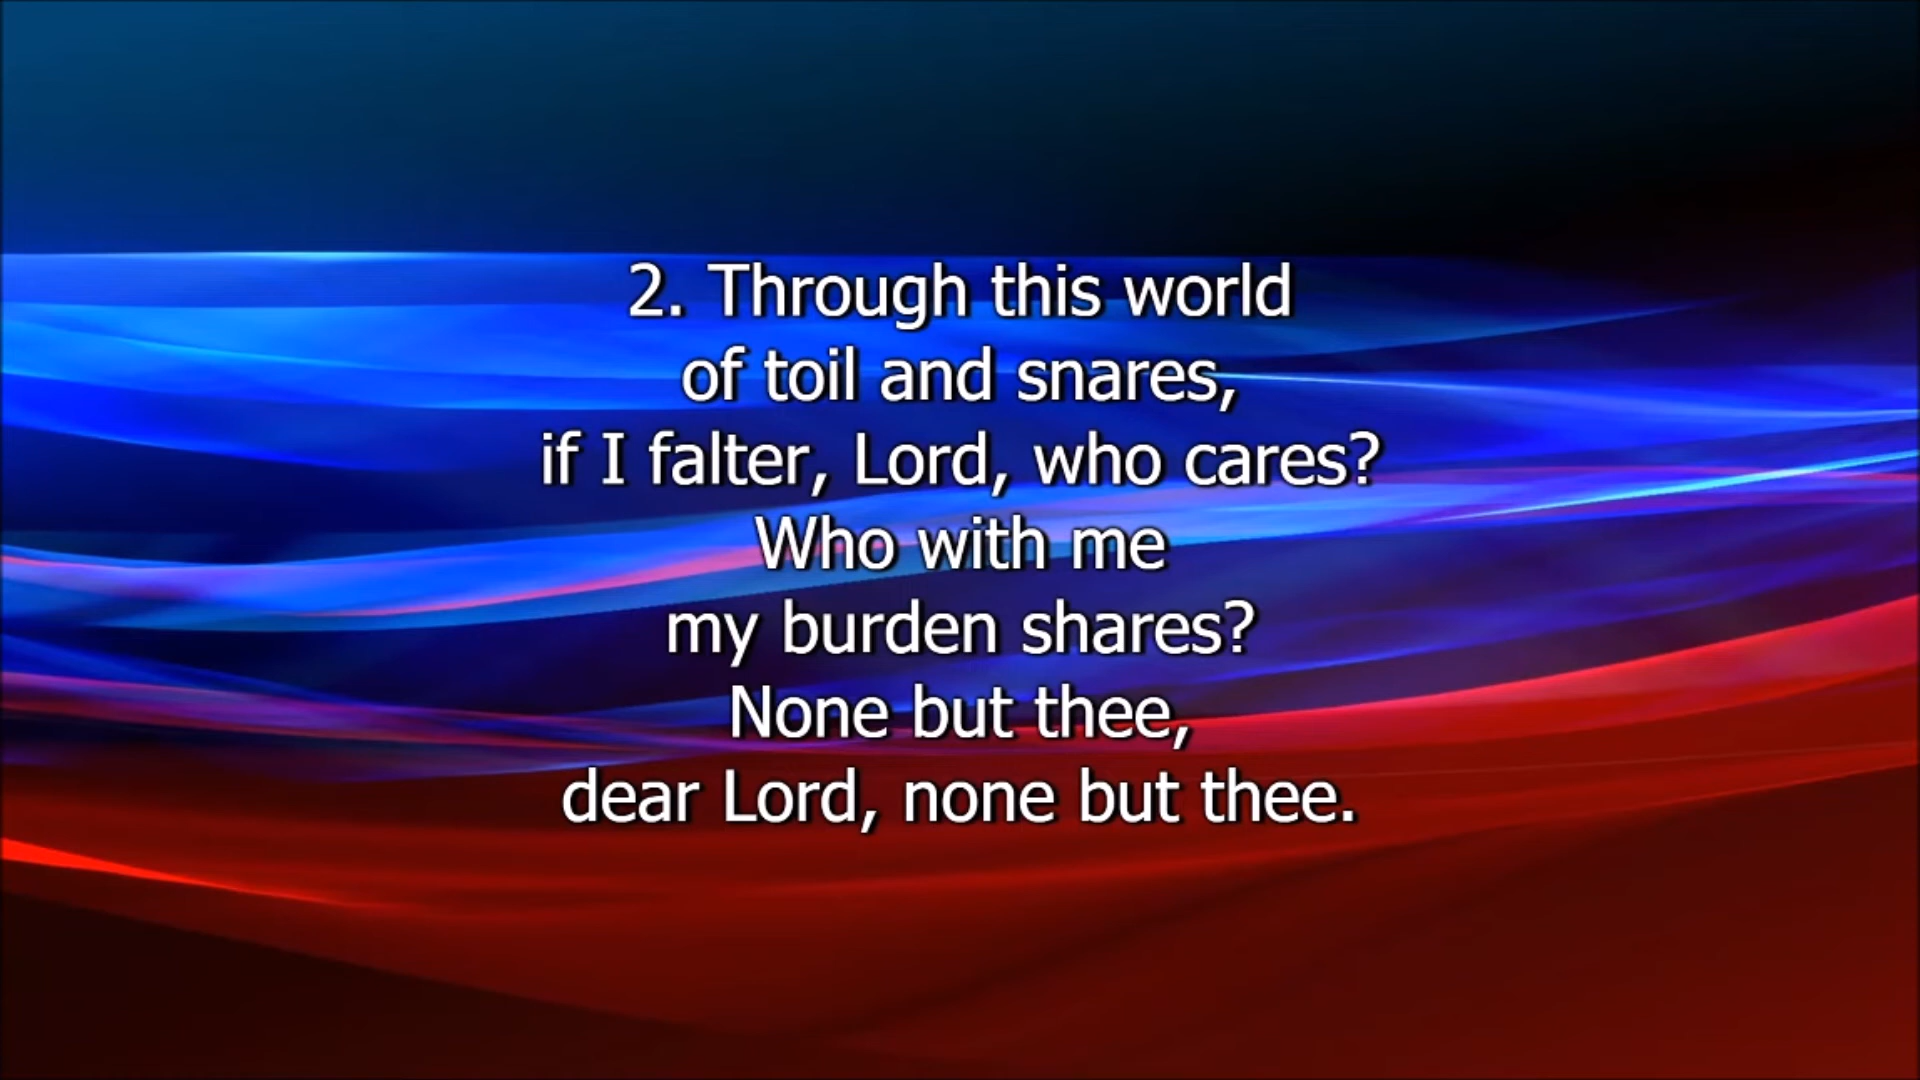 2. Through this world
of toil and snares,
if I falter, Lord, who cares?
Who with me
my burden shares?
None but thee,
dear Lord, none but thee.